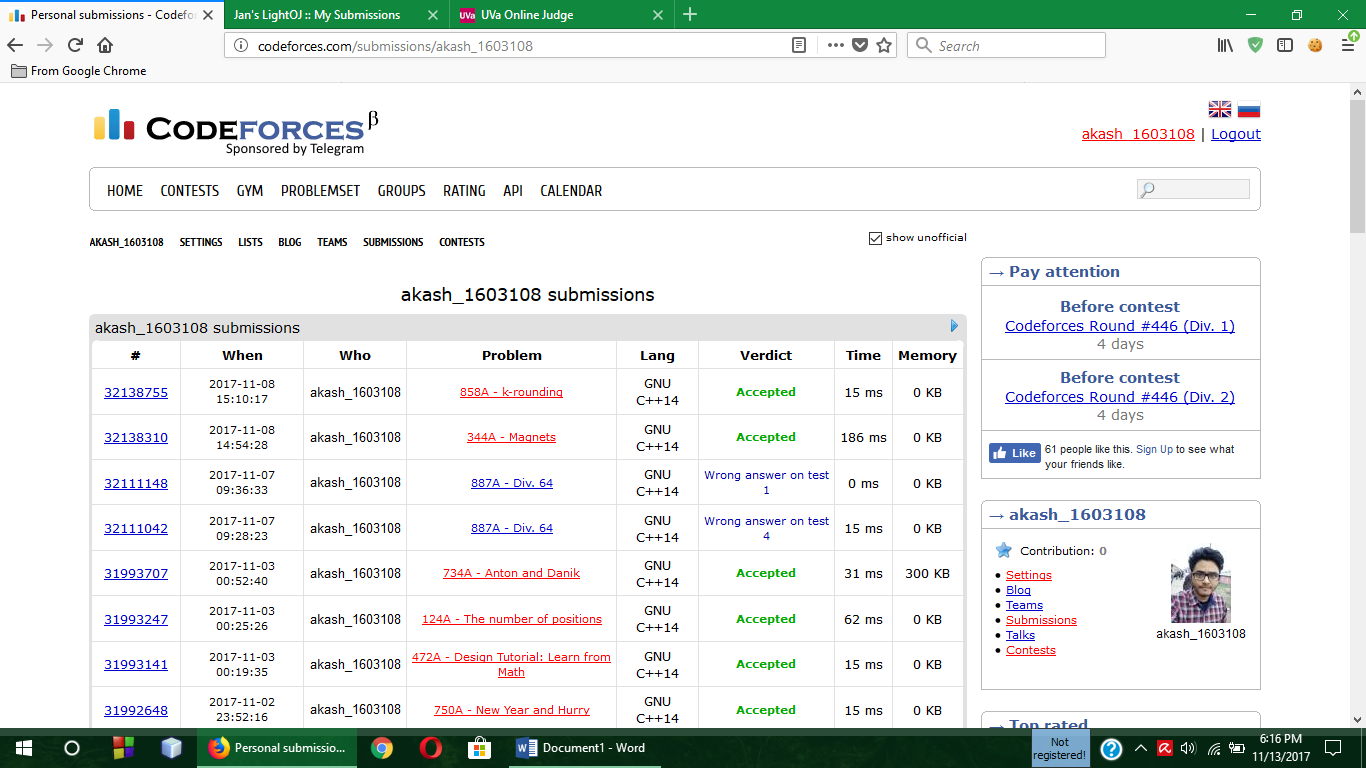 Personal submissions - Codefor
Jan's LightOJ :: My Submissions
UVa
UVa Online Judge
codeforces.com/submissions/akash_1603108
Search
From Google Chrome
CODEFORCES β
Sponsored by Telegram
akash_1603108 | Logout
HOME CONTESTS GYM PROBLEMSET GROUPS RATING API CALENDAR
AKASH_1603108 SETTINGS LISTS BLOG TEAMS SUBMISSIONS CONTESTS
show unofficial
akash_1603108 submissions
akash_1603108 submissions
# When Who Problem Lang Verdict Time Memory
32138755 2017-11-08 15:10:17 akash_1603108 858A - k-rounding GNU C++14 Accepted 15 ms 0 KB
32138310 2017-11-08 14:54:28 akash_1603108 344A - Magnets GNU C++14 Accepted 186 ms 0 KB
32111148 2017-11-07 09:36:33 akash_1603108 887A - Div. 64 GNU C++14 Wrong answer on test 1 0 ms 0 KB
32111042 2017-11-07 09:28:23 akash_1603108 887A - Div. 64 GNU C++14 Wrong answer on test 4 15 ms 0 KB
31993707 2017-11-03 00:52:40 akash_1603108 734A - Anton and Danik GNU C++14 Accepted 31 ms 300 KB
31993247 2017-11-03 00:25:26 akash_1603108 124A - The number of positions GNU C++14 Accepted 62 ms 0 KB
31993141 2017-11-03 00:19:35 akash_1603108 472A - Design Tutorial: Learn from Math GNU C++14 Accepted 15 ms 0 KB
31992648 2017-11-02 23:52:16 akash_1603108 750A - New Year and Hurry GNU C++14 Accepted 15 ms 0 KB
→ Pay attention
Before contest
Codeforces Round #446 (Div. 1)
4 days
Before contest
Codeforces Round #446 (Div. 2)
4 days
Like
61 people like this. Sign Up to see what
your friends like.
→ akash_1603108
Contribution: 0
Settings
Blog
Teams
Submissions
Talks
Contests
akash_1603108
→ Top rated
Personal submissio...
Document1 - Word
Not
registered!
6:16 PM
11/13/2017